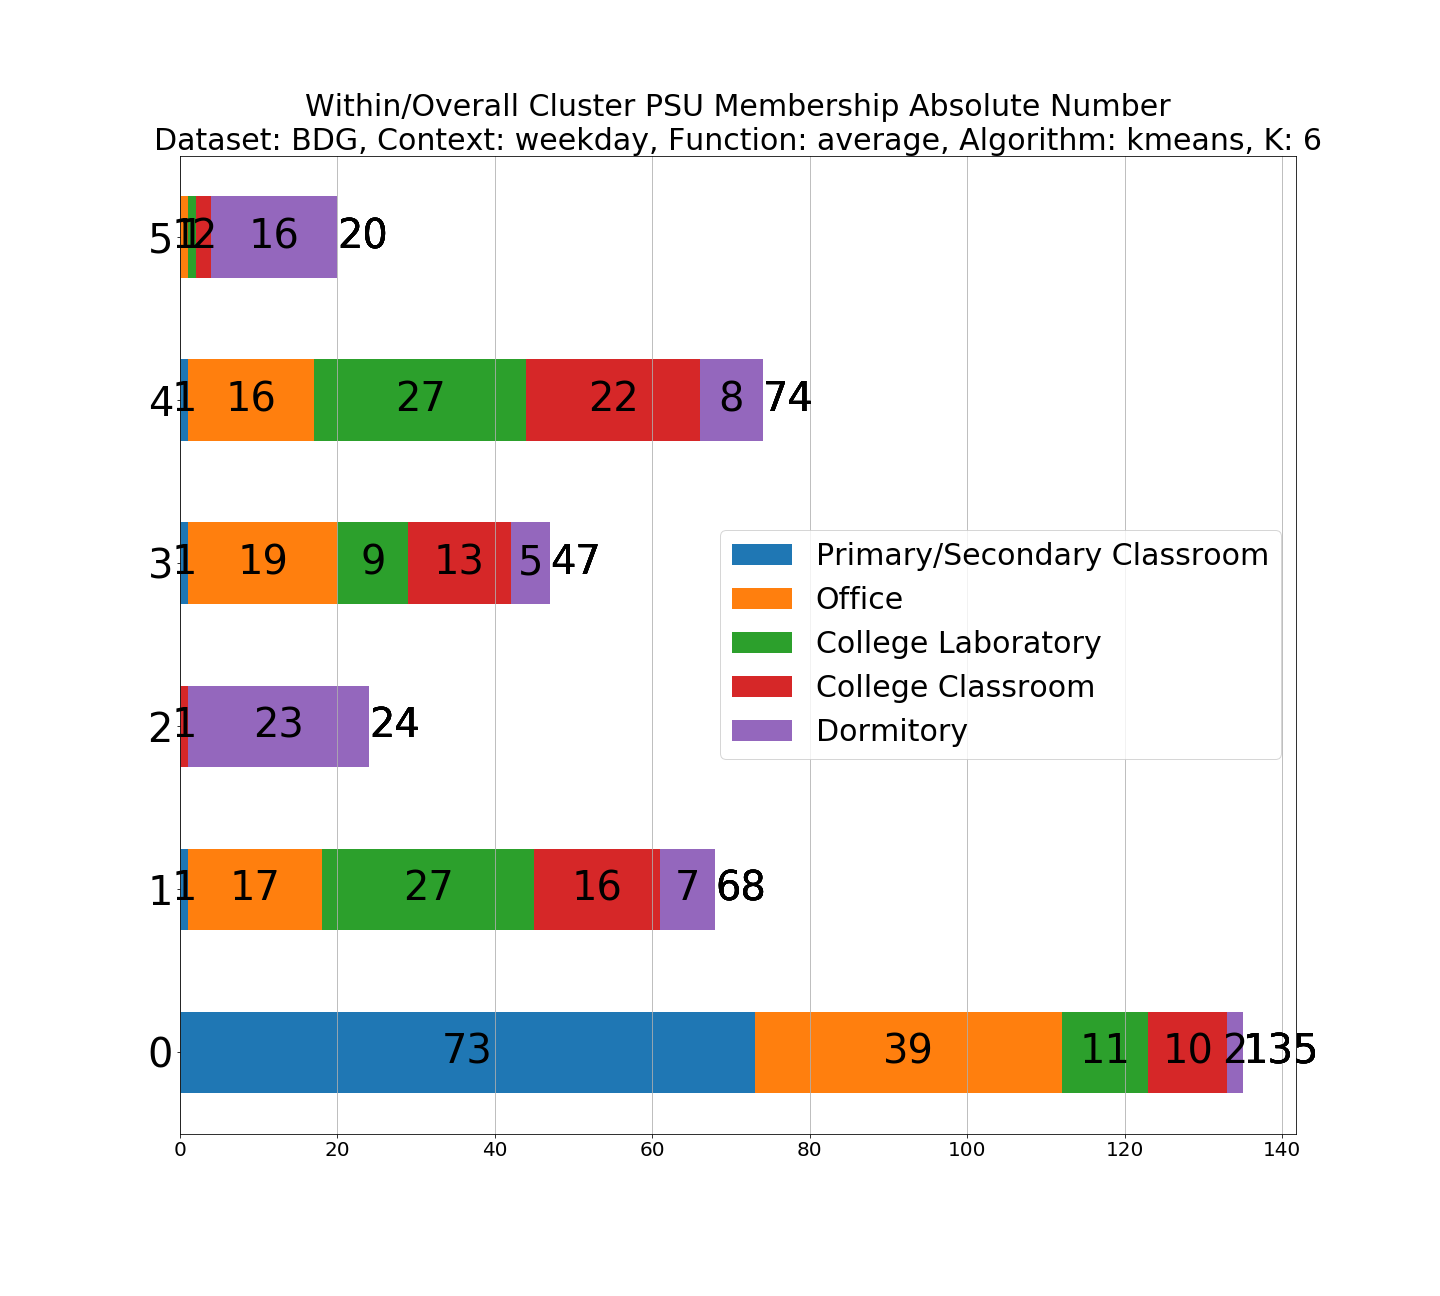 Within/Overall Cluster PSU Membership Absolute Number
Dataset: BDG, Context: weekday, Function: average, Algorithm: kmeans, K: 6
5 1 1 2 16 20
4 1 16 27 22 8 74
3 1 19 9 13 5 47
Primary/Secondary Classroom
Office
College Laboratory
College Classroom
Dormitory
2 1 23 24
1 1 17 27 16 7 68
0 73 39 11 10 2 135
0 20 40 60 80 100 120 140